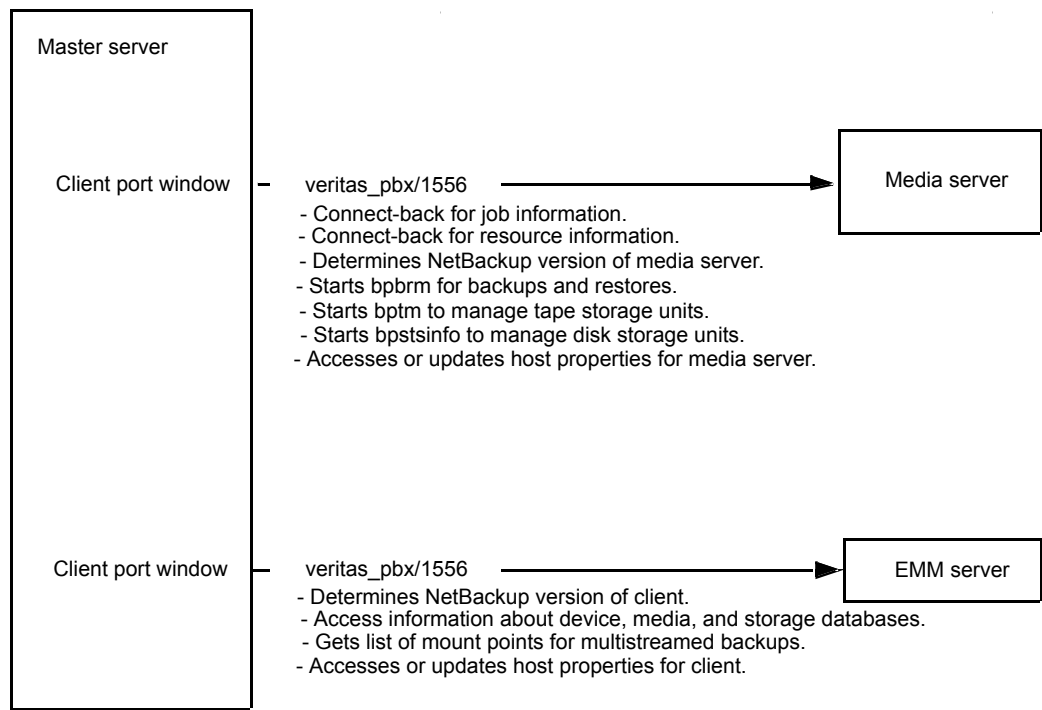 Master server
Client port window
veritas_pbx/1556
Media server
- Connect-back for job information.
- Connect-back for resource information.
- Determines NetBackup version of media server.
- Starts bpbrm for backups and restores.
- Starts bptm to manage tape storage units.
- Starts bpstsinfo to manage disk storage units.
- Accesses or updates host properties for media server.
Client port window
veritas_pbx/1556
EMM server
- Determines NetBackup version of client.
- Access information about device, media, and storage databases.
- Gets list of mount points for multistreamed backups.
- Accesses or updates host properties for client.